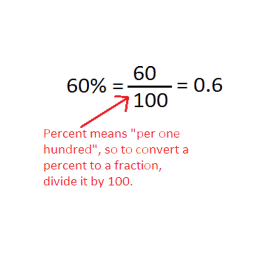 60% = 60/100 = 0.6
Percent means "per one
hundred", so to convert a
percent to a fraction,
divide it by 100.